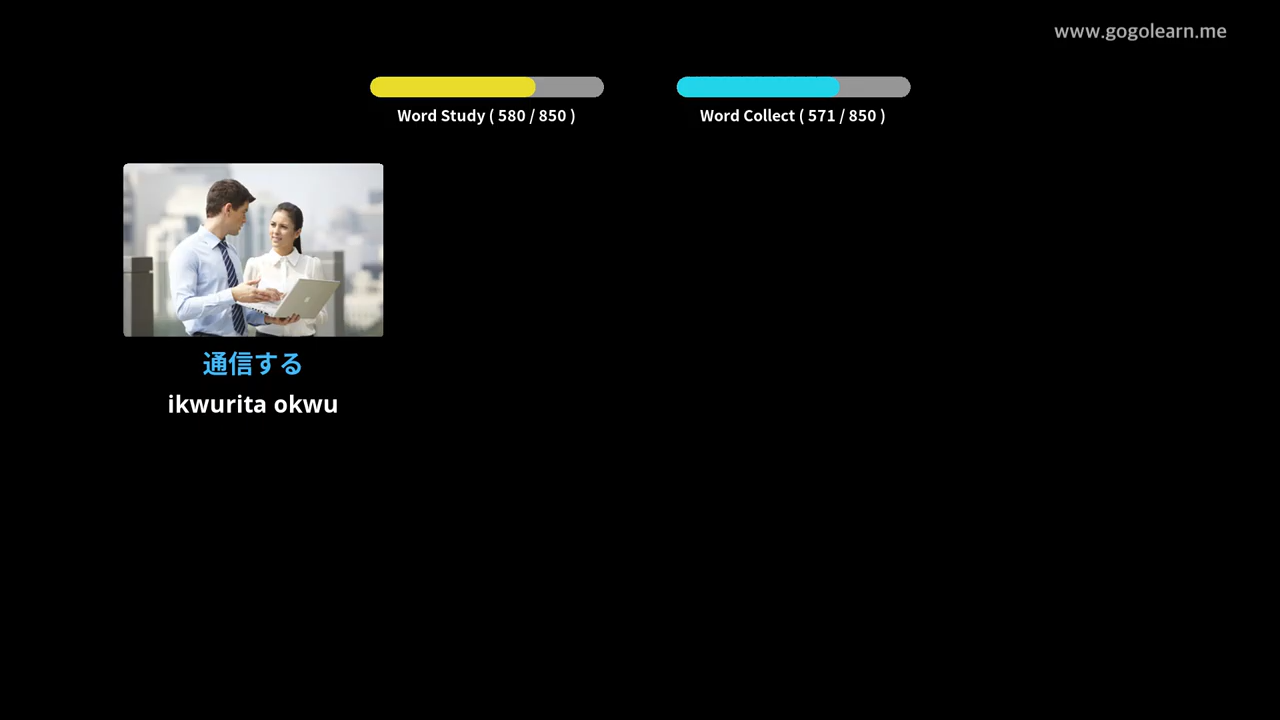 www.gogolearn.me
Word Study ( 580 / 850 )
Word Collect ( 571 / 850 )
通信する
ikwurita okwu